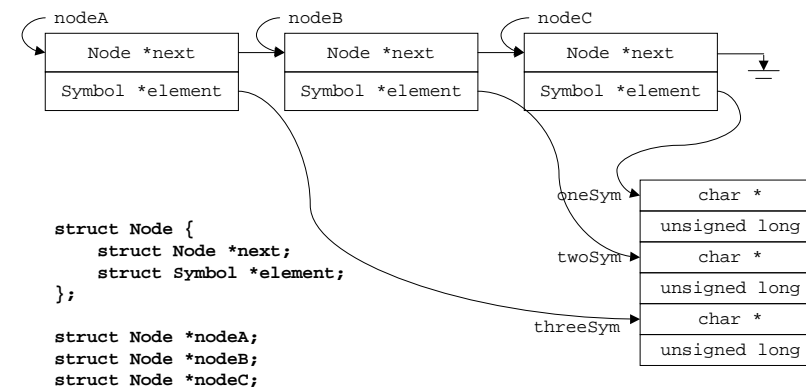 nodeA nodeB nodeC
Node *next Node *next Node *next
Symbol *element Symbol *element Symbol *element
oneSym char *
unsigned long
twoSym char *
unsigned long
threeSym char *
unsigned long
struct Node {
struct Node *next;
struct Symbol *element;
};
struct Node *nodeA;
struct Node *nodeB;
struct Node *nodeC;